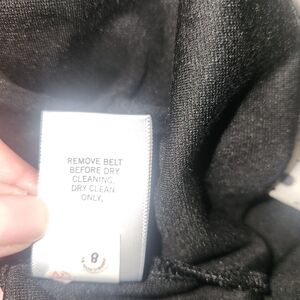 REMOVE BELT
BEFORE DRY
CLEANING.
DRY CLEAN
ONLY.
8